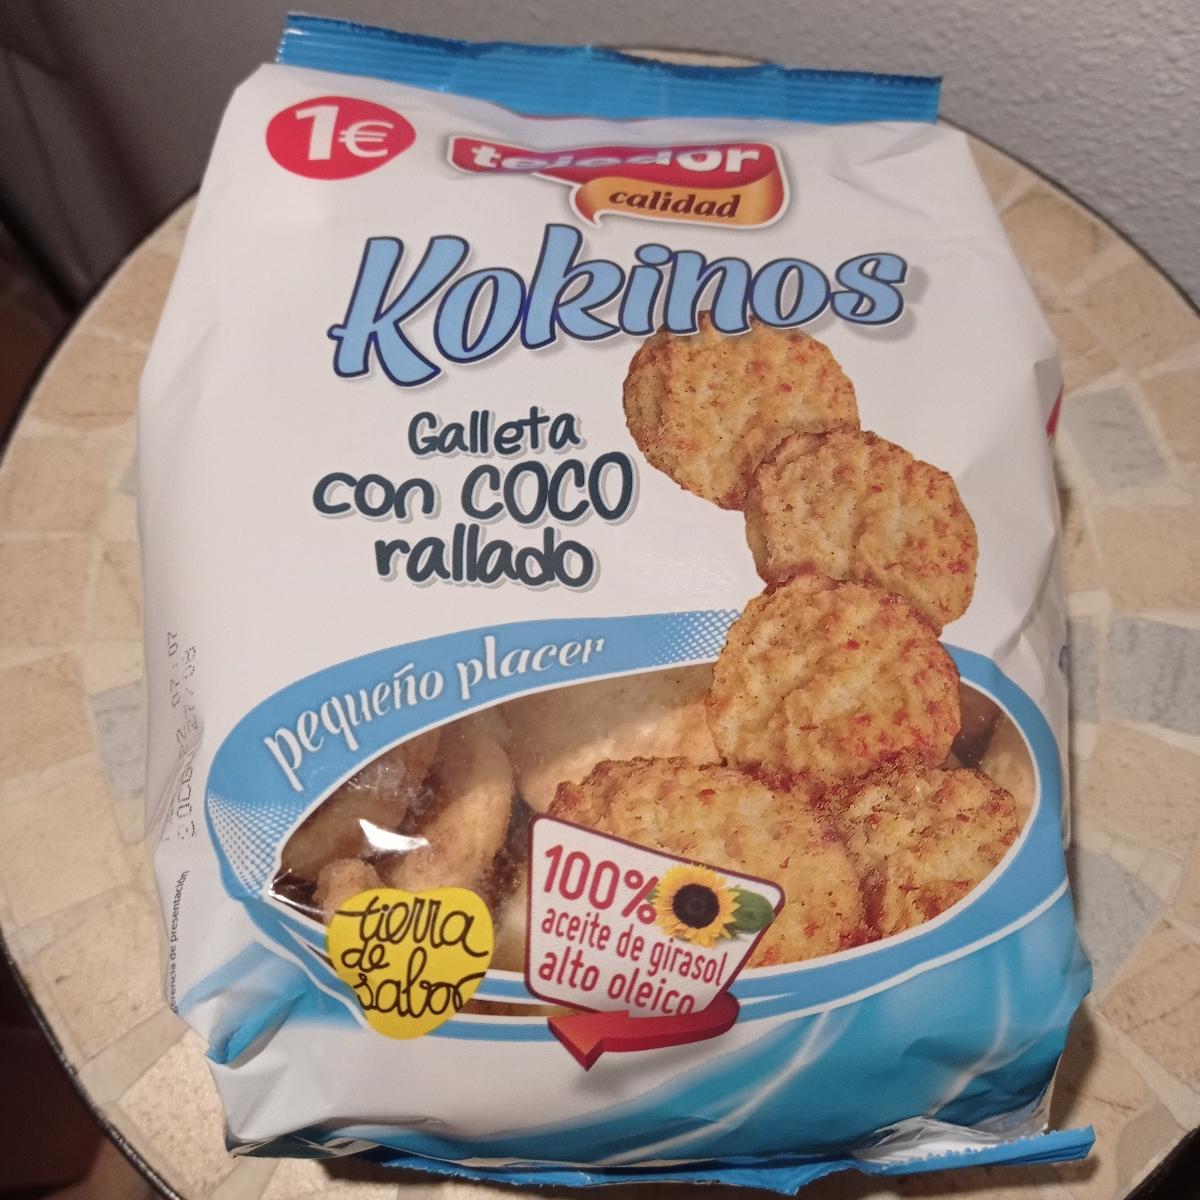 1€
tejedor
calidad
Kokinos
Galleta
con COCO
rallado
pequeño placer
100%
aceite de girasol
alto oleico
tierra
de
sabor